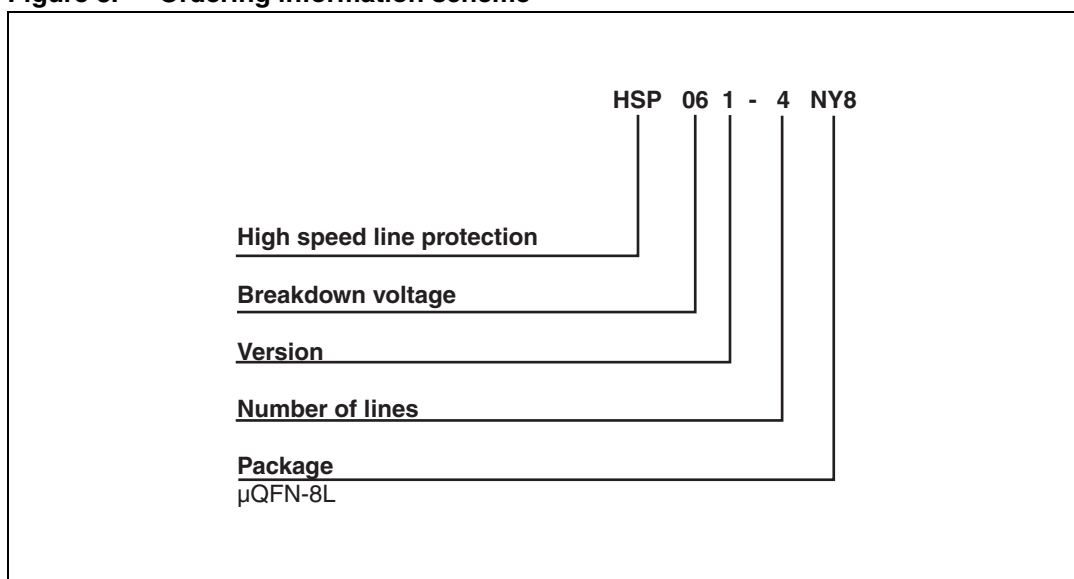 Figure Ordering information scheme
HSP 06 1 - 4 NY8
High speed line protection
Breakdown voltage
Version
Number of lines
Package
µQFN-8L